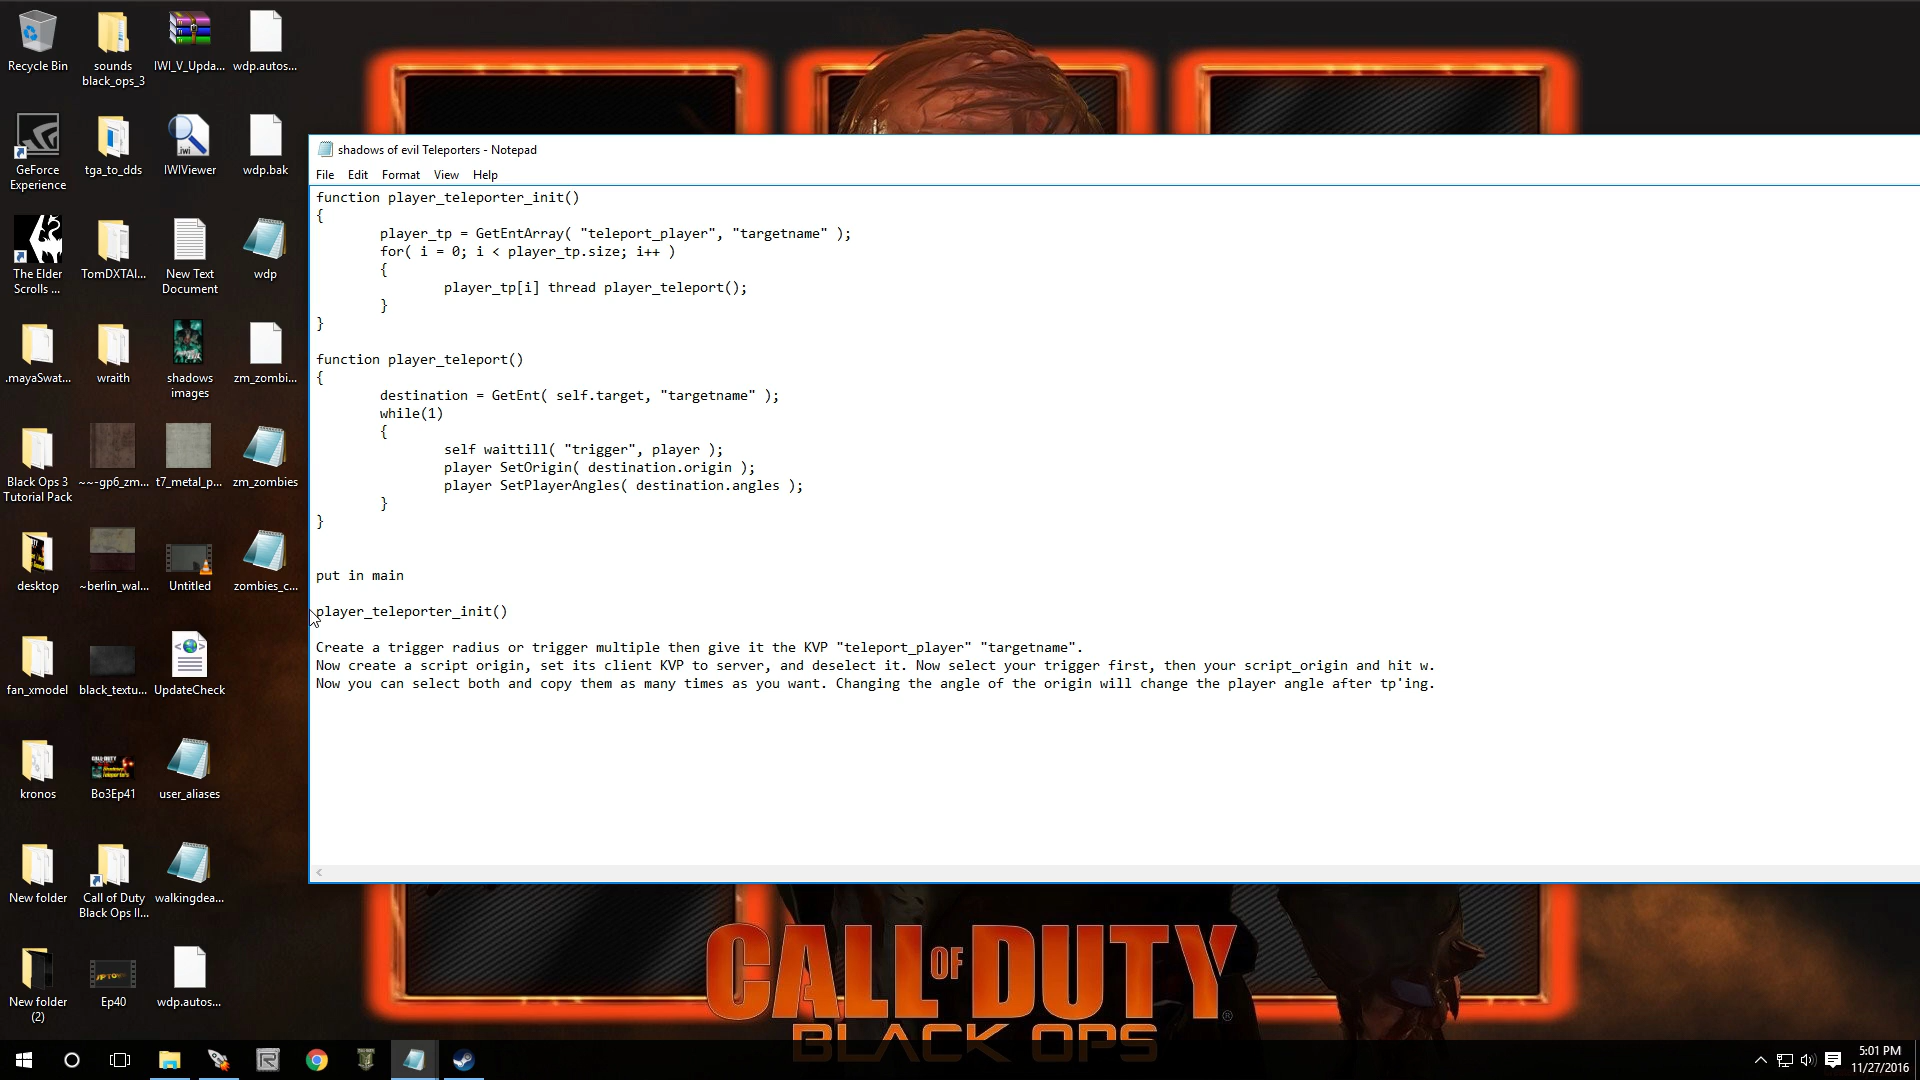 Recycle Bin
sounds
black_ops_3
IWI_V_Upda...
wdp.autos...
GeForce
Experience
tga_to_dds
.iwi
IWIViewer
wdp.bak
The Elder
Scrolls ...
TomDXTAI...
New Text
Document
wdp
.mayaSwat...
wraith
shadows
images
zm_zombi...
Black Ops 3
Tutorial Pack
~~-gp6_zm...
t7_metal_p...
zm_zombies
desktop
~berlin_wal...
Untitled
zombies_c...
fan_xmodel
black_textu...
UpdateCheck
kronos
Bo3Ep41
user_aliases
New folder
Call of Duty
Black Ops II...
walkingdea...
New folder
(2)
Ep40
wdp.autos...
shadows of evil Teleporters - Notepad
File Edit Format View Help
function player_teleporter_init()
{
player_tp = GetEntArray( "teleport_player", "targetname" );
for( i = 0; i < player_tp.size; i++ )
{
player_tp[i] thread player_teleport();
}
}
function player_teleport()
{
destination = GetEnt( self.target, "targetname" );
while(1)
{
self waittill( "trigger", player );
player SetOrigin( destination.origin );
player SetPlayerAngles( destination.angles );
}
}
put in main
player_teleporter_init()
Create a trigger radius or trigger multiple then give it the KVP "teleport_player" "targetname".
Now create a script origin, set its client KVP to server, and deselect it. Now select your trigger first, then your script_origin and hit w.
Now you can select both and copy them as many times as you want. Changing the angle of the origin will change the player angle after tp'ing.
CALL OF DUTY
BLACK OPS
5:01 PM
11/27/2016